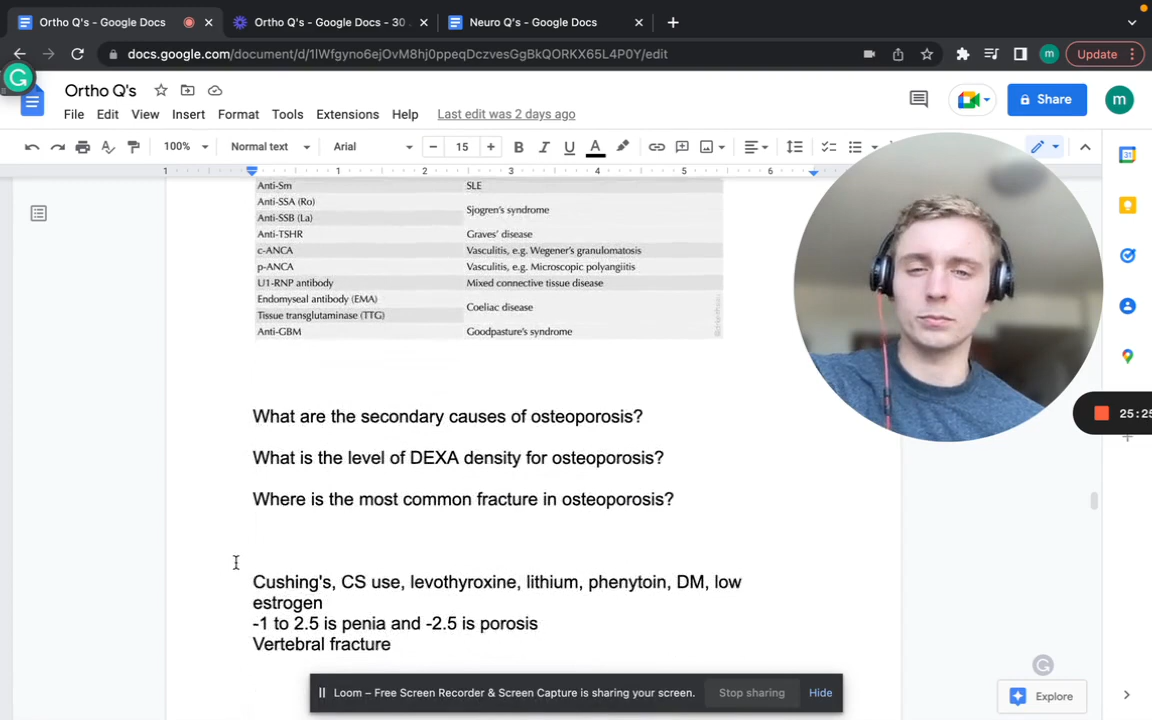 Ortho Q's - Google Docs
Ortho Q's - Google Docs - 30
Neuro Q's - Google Docs
docs.google.com/document/d/1lWfgyno6ejOvM8hj0ppeqDczvesGgBkQORKX65L4P0Y/edit
m
Update
Ortho Q's
File Edit View Insert Format Tools Extensions Help Last edit was 2 days ago
Share
m
100% Normal text Arial 15 B I U A
1 1 2 3 4 5 6
Anti-Sm SLE
Anti-SSA (Ro)
Sjogren's syndrome
Anti-SSB (La)
Anti-TSHR Graves' disease
c-ANCA Vasculitis, e.g. Wegener's granulomatosis
p-ANCA Vasculitis, e.g. Microscopic polyangiitis
U1-RNP antibody Mixed connective tissue disease
Endomyseal antibody (EMA)
Coeliac disease
Tissue transglutaminase (TTG)
Anti-GBM Goodpasture's syndrome
25:25
What are the secondary causes of osteoporosis?
What is the level of DEXA density for osteoporosis?
Where is the most common fracture in osteoporosis?
Cushing's, CS use, levothyroxine, lithium, phenytoin, DM, low
estrogen
-1 to 2.5 is penia and -2.5 is porosis
Vertebral fracture
Loom – Free Screen Recorder & Screen Capture is sharing your screen. Stop sharing Hide
Explore